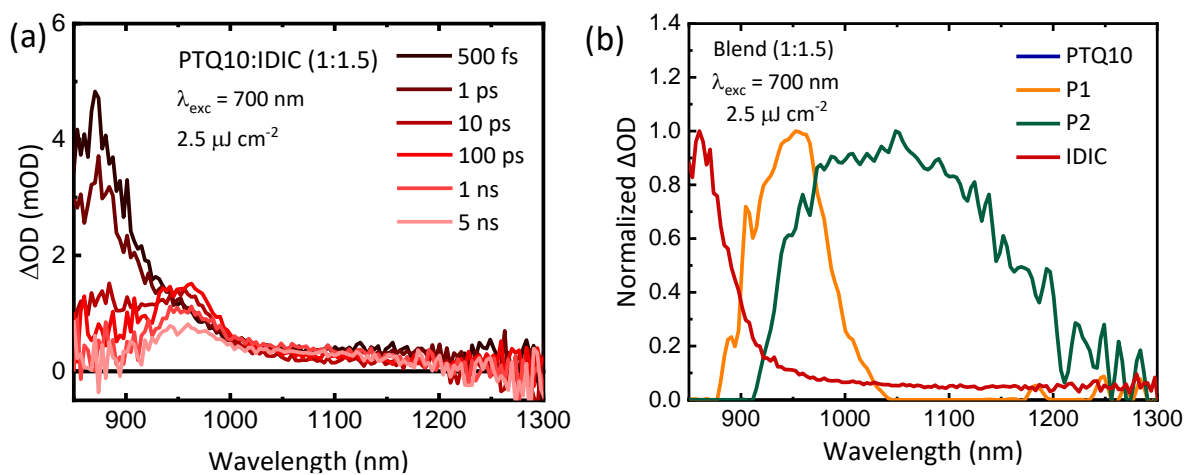 (a)
PTQ10:IDIC (1:1.5)
λexc = 700 nm
2.5 μJ cm-2
500 fs
1 ps
10 ps
100 ps
1 ns
5 ns
ΔOD (mOD)
6
4
2
0
900 1000 1100 1200 1300
Wavelength (nm)
(b)
Blend (1:1.5)
λexc = 700 nm
2.5 μJ cm-2
PTQ10
P1
P2
IDIC
Normalized ΔOD
1.4
1.2
1.0
0.8
0.6
0.4
0.2
0.0
900 1000 1100 1200 1300
Wavelength (nm)